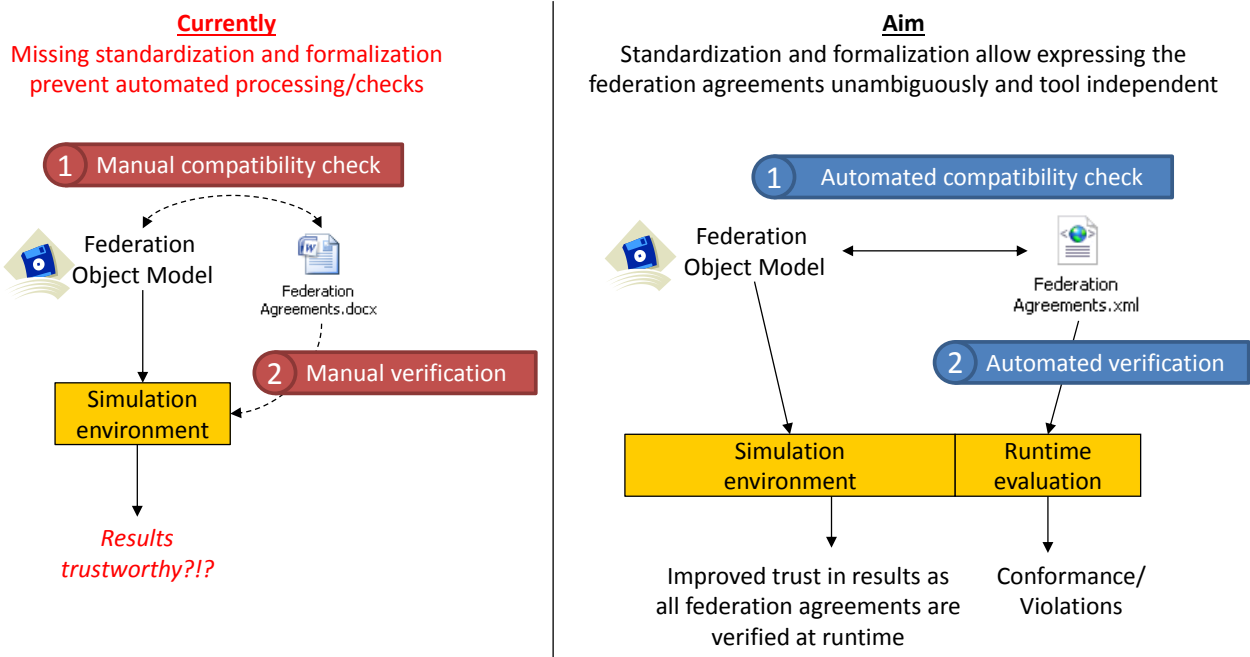 Currently
Missing standardization and formalization
prevent automated processing/checks
1 Manual compatibility check
Federation
Object Model
W
Federation
Agreements.docx
2 Manual verification
Simulation
environment
Results
trustworthy?!?
Aim
Standardization and formalization allow expressing the
federation agreements unambiguously and tool independent
1 Automated compatibility check
Federation
Object Model
Federation
Agreements.xml
2 Automated verification
Simulation
environment
Runtime
evaluation
Improved trust in results as
all federation agreements are
verified at runtime
Conformance/
Violations